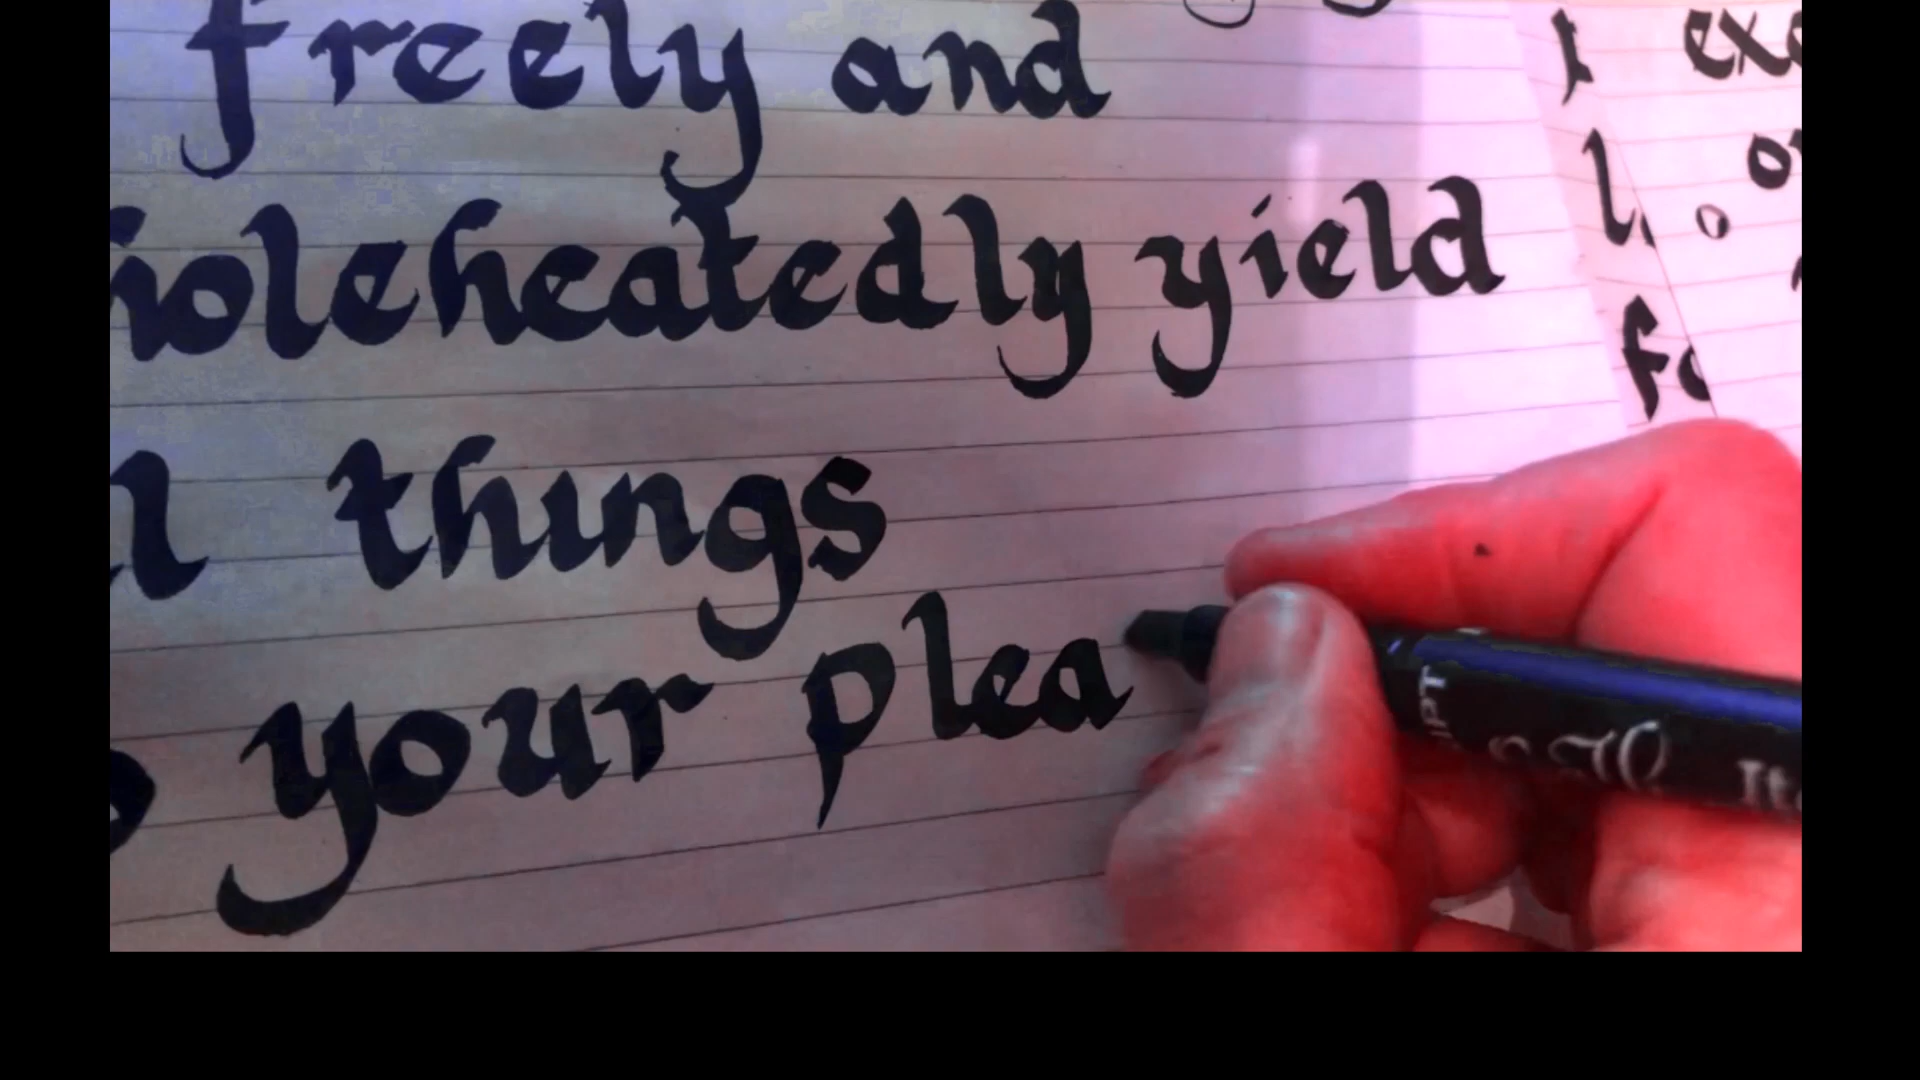 freely and
holeheatedly yield
l things
your plea